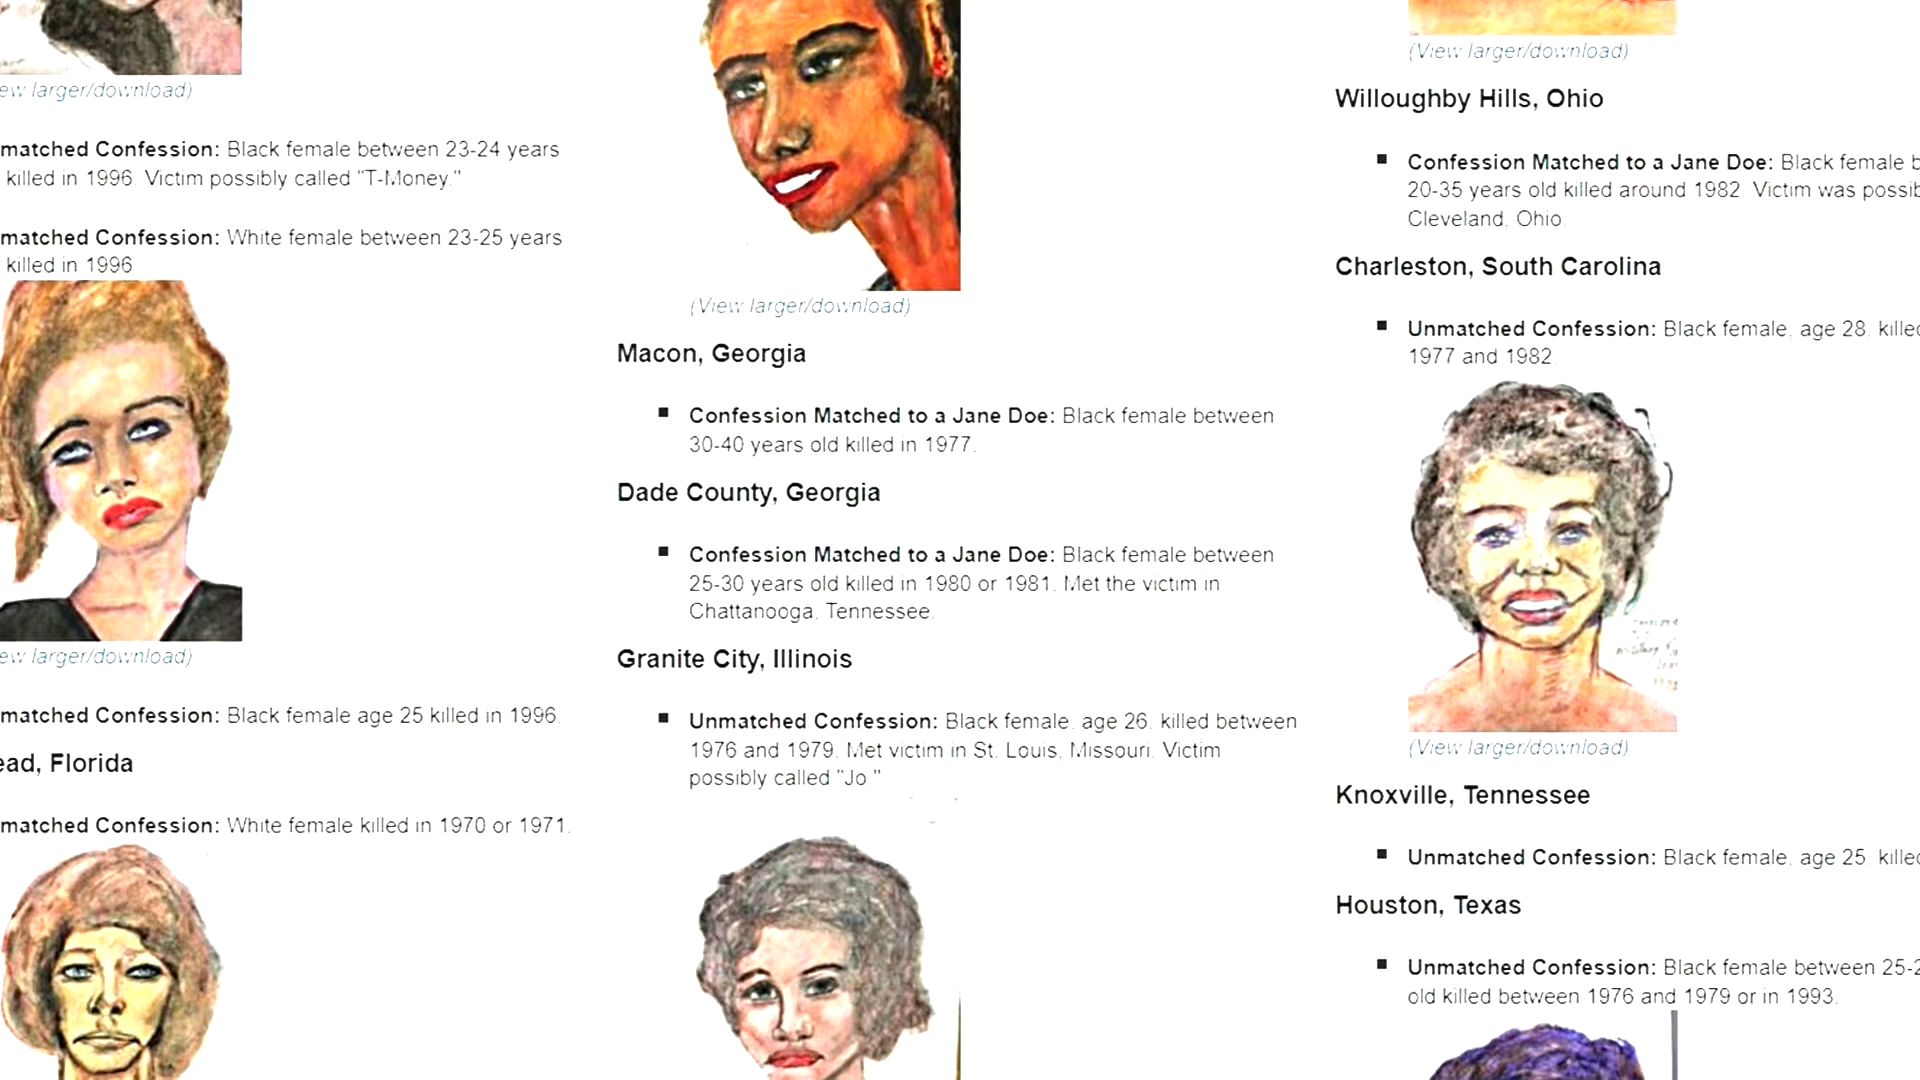 ew larger/download)
matched Confession: Black female between 23-24 years
killed in 1996. Victim possibly called "T-Money."
matched Confession: White female between 23-25 years
killed in 1996
ew larger/download)
matched Confession: Black female age 25 killed in 1996.
ead, Florida
matched Confession: White female killed in 1970 or 1971.
(View larger/download)
Macon, Georgia
▪ Confession Matched to a Jane Doe: Black female between
30-40 years old killed in 1977.
Dade County, Georgia
▪ Confession Matched to a Jane Doe: Black female between
25-30 years old killed in 1980 or 1981. Met the victim in
Chattanooga, Tennessee.
Granite City, Illinois
▪ Unmatched Confession: Black female, age 26, killed between
1976 and 1979. Met victim in St. Louis, Missouri. Victim
possibly called "Jo."
(View larger/download)
Willoughby Hills, Ohio
▪ Confession Matched to a Jane Doe: Black female b
20-35 years old killed around 1982. Victim was possib
Cleveland, Ohio.
Charleston, South Carolina
▪ Unmatched Confession: Black female, age 28, killed
1977 and 1982.
(View larger/download)
Knoxville, Tennessee
▪ Unmatched Confession: Black female, age 25, killed
Houston, Texas
▪ Unmatched Confession: Black female between 25-2
old killed between 1976 and 1979 or in 1993.